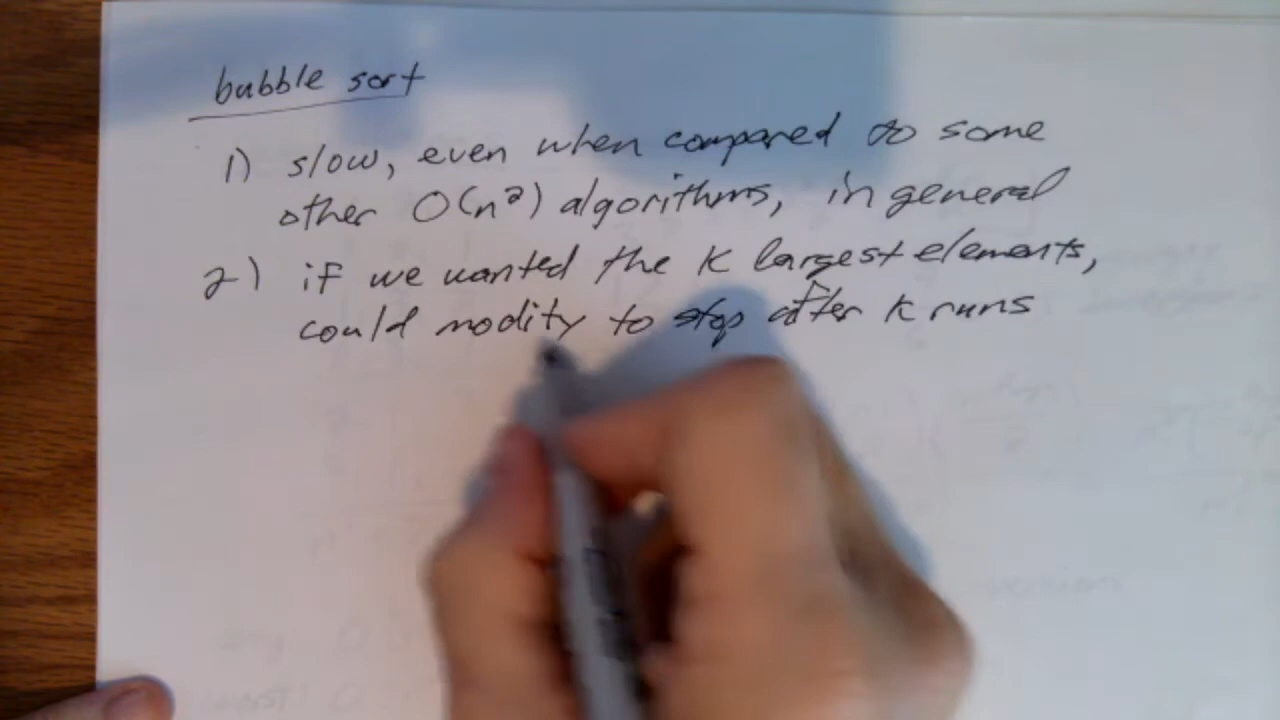 bubble sort
1) slow, even when compared to some
other O(n²) algorithms, in general
2) if we wanted the k largest elements,
could modify to stop after k runs